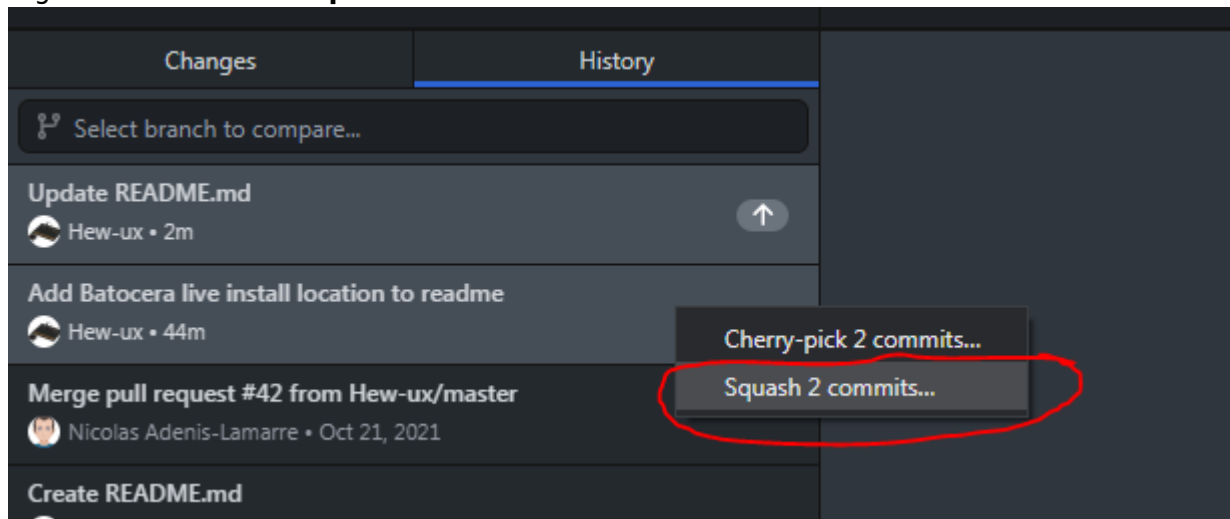 Changes
History
Select branch to compare...
Update README.md
Hew-ux • 2m
Add Batocera live install location to readme
Hew-ux • 44m
Cherry-pick 2 commits...
Squash 2 commits...
Merge pull request #42 from Hew-ux/master
Nicolas Adenis-Lamarre • Oct 21, 2021
Create README.md